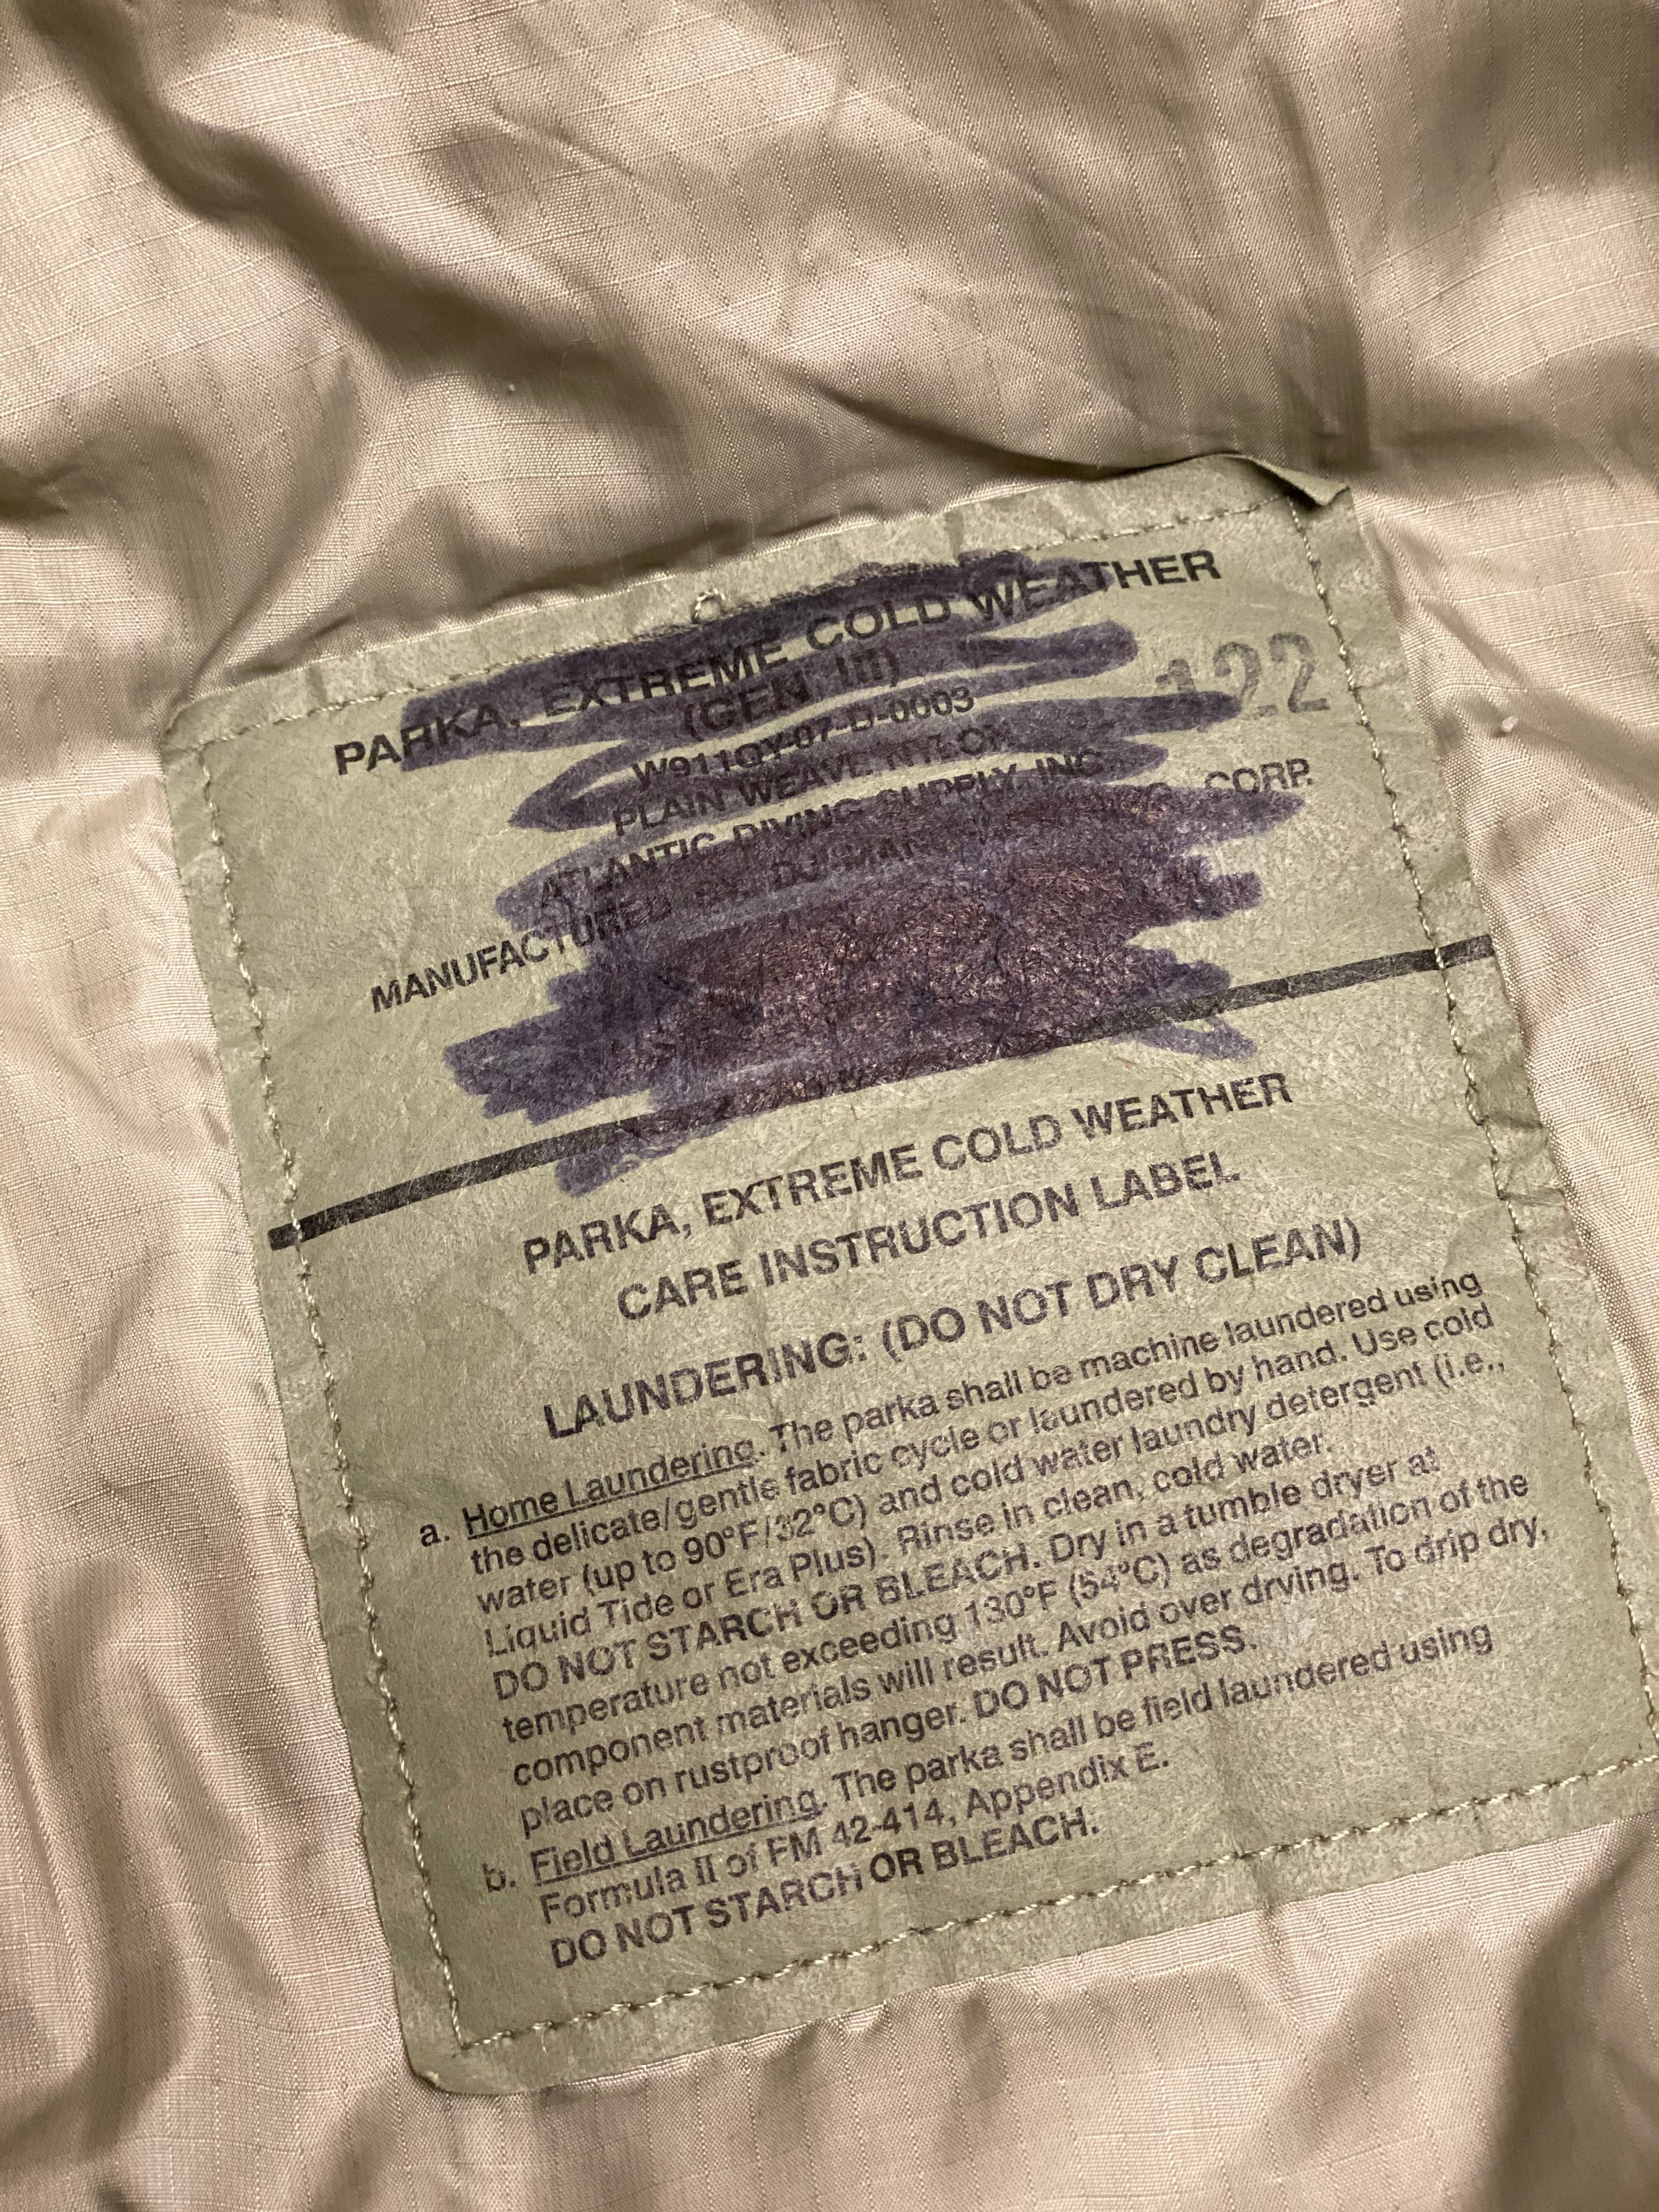 PARKA, EXTREME COLD WEATHER
(GEN III)
122
W911QY-07-D-0003
PLAIN WEAVE NYLON
ATLANTIC DIVING SUPPLY, INC.
MANUFACTURED BY DJ MANUFACTURING CORP.
PARKA, EXTREME COLD WEATHER
CARE INSTRUCTION LABEL
LAUNDERING: (DO NOT DRY CLEAN)
a. Home Laundering. The parka shall be machine laundered using
the delicate/gentle fabric cycle or laundered by hand. Use cold
water (up to 90°F/32°C) and cold water laundry detergent (i.e.,
Liquid Tide or Era Plus). Rinse in clean, cold water.
DO NOT STARCH OR BLEACH. Dry in a tumble dryer at
temperature not exceeding 130°F (54°C) as degradation of the
component materials will result. Avoid over drving. To drip dry,
place on rustproof hanger. DO NOT PRESS.
b. Field Laundering. The parka shall be field laundered using
Formula II of FM 42-414, Appendix E.
DO NOT STARCH OR BLEACH.